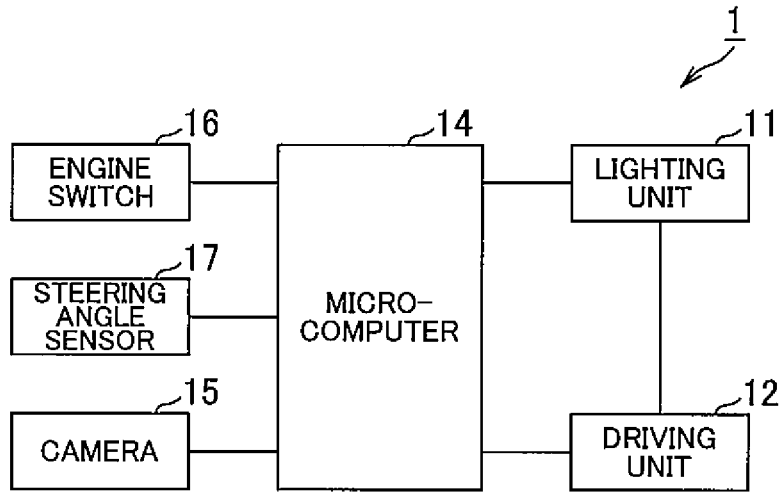 1
16
ENGINE
SWITCH
14
MICRO-
COMPUTER
11
LIGHTING
UNIT
17
STEERING
ANGLE
SENSOR
15
CAMERA
12
DRIVING
UNIT